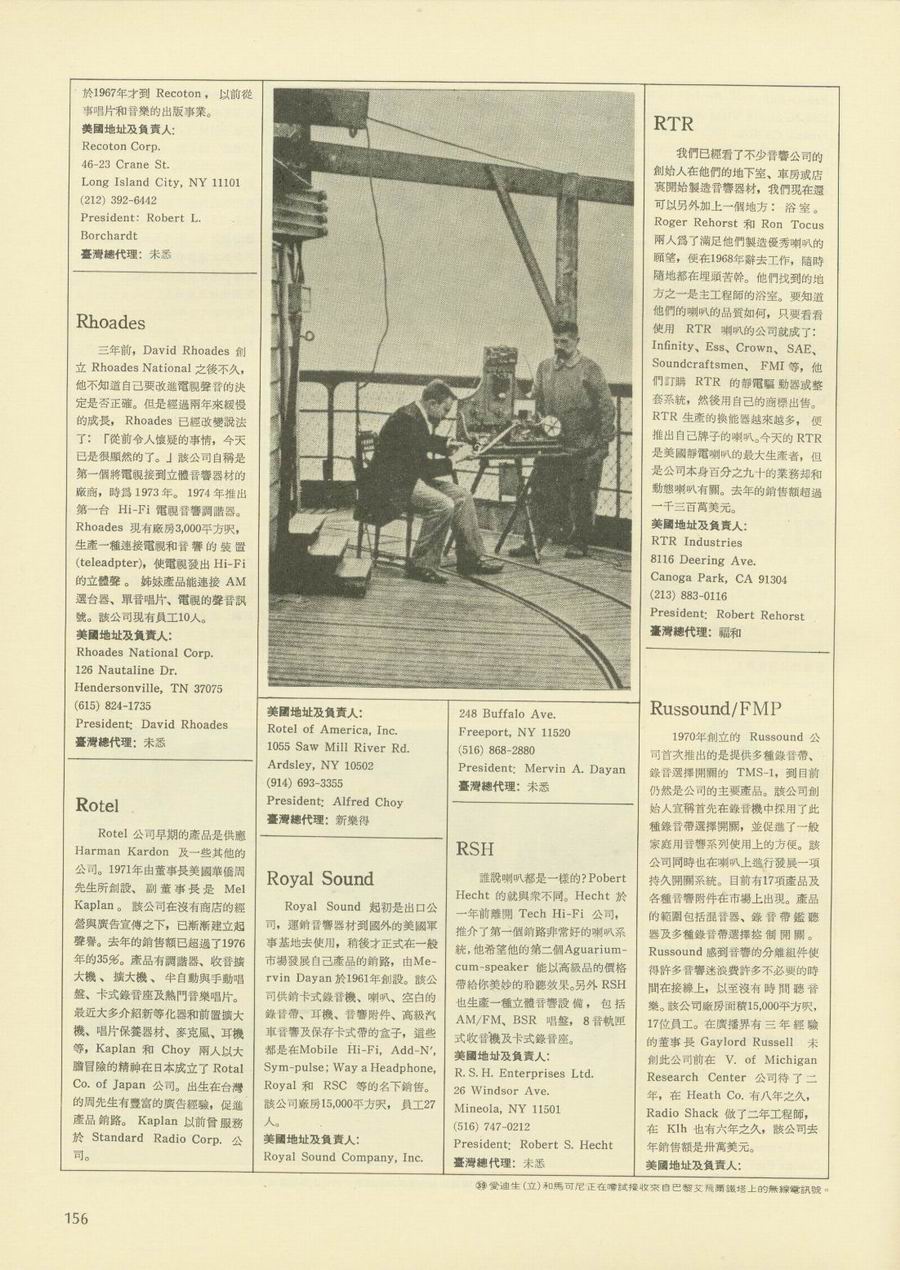 於1967年才到 Recoton，以前從
事唱片和音樂的出版事業。
美國地址及負責人:
Recoton Corp.
46-23 Crane St.
Long Island City, NY 11101
(212) 392-6442
President: Robert L.
Borchardt
臺灣總代理: 未悉
Rhoades
三年前，David Rhoades 創
立 Rhoades National 之後不久，
他不知道自己要改進電視聲音的決
定是否正確。但是經過兩年來緩慢
的成長， Rhoades 已經改變說法
了：「從前令人懷疑的事情，今天
已是很顯然的了。」該公司自稱是
第一個將電視接到立體音響器材的
廠商，時爲 1973 年。 1974 年推出
第一台 Hi-Fi 電視音響調諧器。
Rhoades 現有廠房3,000平方呎，
生產一種連接電視和音響的裝置
(teleadpter)，使電視發出 Hi-Fi
的立體聲。 姊妹產品能連接 AM
選台器、單音唱片、電視的聲音訊
號。該公司現有員工10人。
美國地址及負責人:
Rhoades National Corp.
126 Nautaline Dr.
Hendersonville, TN 37075
(615) 824-1735
President: David Rhoades
臺灣總代理: 未悉
Rotel
Rotel 公司早期的產品是供應
Harman Kardon 及一些其他的
公司。1971年由董事長美國華僑周
先生所創設、副董事長是 Mel
Kaplan。 該公司在沒有商店的經
營與廣告宣傳之下，已漸漸建立起
聲譽。去年的銷售額已超過了1976
年的35%。產品有調諧器、收音擴
大機、擴大機、半自動與手動唱
盤、卡式錄音座及熱門音樂唱片。
最近大多介紹新等化器和前置擴大
機、唱片保養器材、麥克風、耳機
等，Kaplan 和 Choy 兩人以大
膽冒險的精神在日本成立了 Rotal
Co. of Japan 公司。出生在台灣
的周先生有豐富的廣告經驗，促進
產品銷路。 Kaplan 以前曾服務
於 Standard Radio Corp. 公
司。
美國地址及負責人:
Rotel of America, Inc.
1055 Saw Mill River Rd.
Ardsley, NY 10502
(914) 693-3355
President: Alfred Choy
臺灣總代理: 新樂得
Royal Sound
Royal Sound 起初是出口公
司，運銷音響器材到國外的美國軍
事基地去使用，稍後才正式在一般
市場發展自己產品的銷路，由Me-
rvin Dayan 於1961年創設。該公
司供銷卡式錄音機、喇叭、空白的
錄音帶、耳機、音響附件、高級汽
車音響及保存卡式帶的盒子，這些
都是在Mobile Hi-Fi, Add-N',
Sym-pulse; Way a Headphone,
Royal 和 RSC 等的名下銷售。
該公司廠房15,000平方呎， 員工27
人。
美國地址及負責人:
Royal Sound Company, Inc.
248 Buffalo Ave.
Freeport, NY 11520
(516) 868-2880
President: Mervin A. Dayan
臺灣總代理: 未悉
RSH
誰說喇叭都是一樣的? Pobert
Hecht 的就與衆不同。Hecht 於
一年前離開 Tech Hi-Fi 公司，
推介了第一個銷路非常好的喇叭系
統，他希望他的第二個Aguarium-
cum-speaker 能以高級品的價格
帶給你美妙的聆聽效果。另外 RSH
也生產一種立體音響設備，包括
AM/FM、BSR 唱盤， 8 音軌匣
式收音機及卡式錄音座。
美國地址及負責人:
R. S. H. Enterprises Ltd.
26 Windsor Ave.
Mineola, NY 11501
(516) 747-0212
President: Robert S. Hecht
臺灣總代理: 未悉
RTR
我們已經看了不少音響公司的
創始人在他們的地下室、車房或店
裏開始製造音響器材，我們現在還
可以另外加上一個地方： 浴室。
Roger Rehorst 和 Ron Tocus
兩人爲了滿足他們製造優秀喇叭的
願望，便在1968年辭去工作，隨時
隨地都在埋頭苦幹。他們找到的地
方之一是主工程師的浴室。要知道
他們的喇叭的品質如何，只要看看
使用 RTR 喇叭的公司就成了：
Infinity、Ess、Crown、 SAE、
Soundcraftsmen、 FMI 等，他
們訂購 RTR 的靜電驅動器或整
套系統，然後用自己的商標出售。
RTR 生產的換能器越來越多， 便
推出自己牌子的喇叭。今天的 RTR
是美國靜電喇叭的最大生產者，但
是公司本身百分之九十的業務却和
動態喇叭有關。去年的銷售額超過
一千三百萬美元。
美國地址及負責人:
RTR Industries
8116 Deering Ave.
Canoga Park, CA 91304
(213) 883-0116
President: Robert Rehorst
臺灣總代理: 福和
Russound/FMP
1970年創立的 Russound 公
司首次推出的是提供多種錄音帶、
錄音選擇開關的 TMS-1，到目前
仍然是公司的主要產品。該公司創
始人宣稱首先在錄音機中採用了此
種錄音帶選擇開關，並促進了一般
家庭用音響系列使用上的方便。該
公司同時也在喇叭上進行發展一項
持久開關系統。目前有17項產品及
各種音響附件在市場上出現。產品
的範圍包括混音器、錄音帶鑑聽
器及多種錄音帶選擇控制開關。
Russound 感到音響的分離組件使
得許多音響迷浪費許多不必要的時
間在接線上，以至沒有時間聽音
樂。該公司廠房面積15,000平方呎，
17位員工。在廣播界有三年經驗
的董事長 Gaylord Russell 未
創此公司前在 V. of Michigan
Research Center 公司待了二
年，在 Heath Co. 有八年之久，
Radio Shack 做了二年工程師，
在 Klh 也有六年之久，該公司去
年銷售額是卅萬美元。
美國地址及負責人:
㊴愛迪生(立)和馬可尼正在嚐試接收來自巴黎艾飛爾鐵塔上的無線電訊號。
156